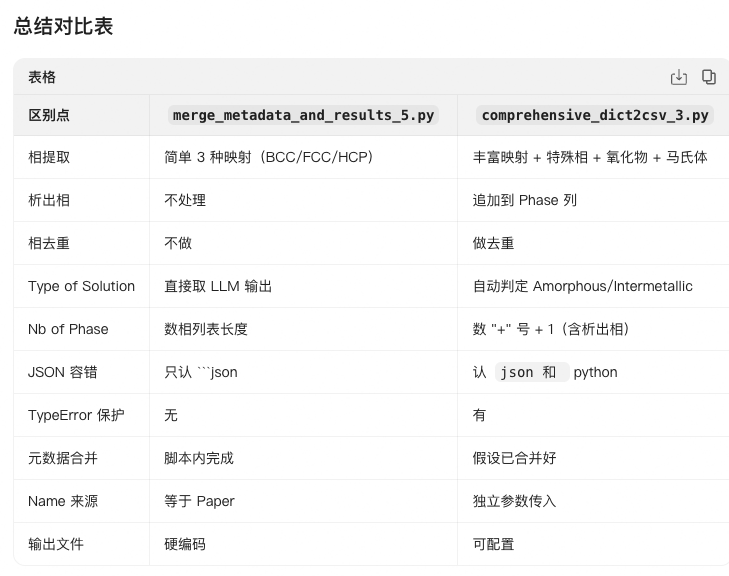 总结对比表
表格
区别点 merge_metadata_and_results_5.py comprehensive_dict2csv_3.py
相提取 简单 3 种映射（BCC/FCC/HCP） 丰富映射 + 特殊相 + 氧化物 + 马氏体
析出相 不处理 追加到 Phase 列
相去重 不做 做去重
Type of Solution 直接取 LLM 输出 自动判定 Amorphous/Intermetallic
Nb of Phase 数相列表长度 数 "+" 号 + 1（含析出相）
JSON 容错 只认 ```json 认 json 和 python
TypeError 保护 无 有
元数据合并 脚本内完成 假设已合并好
Name 来源 等于 Paper 独立参数传入
输出文件 硬编码 可配置